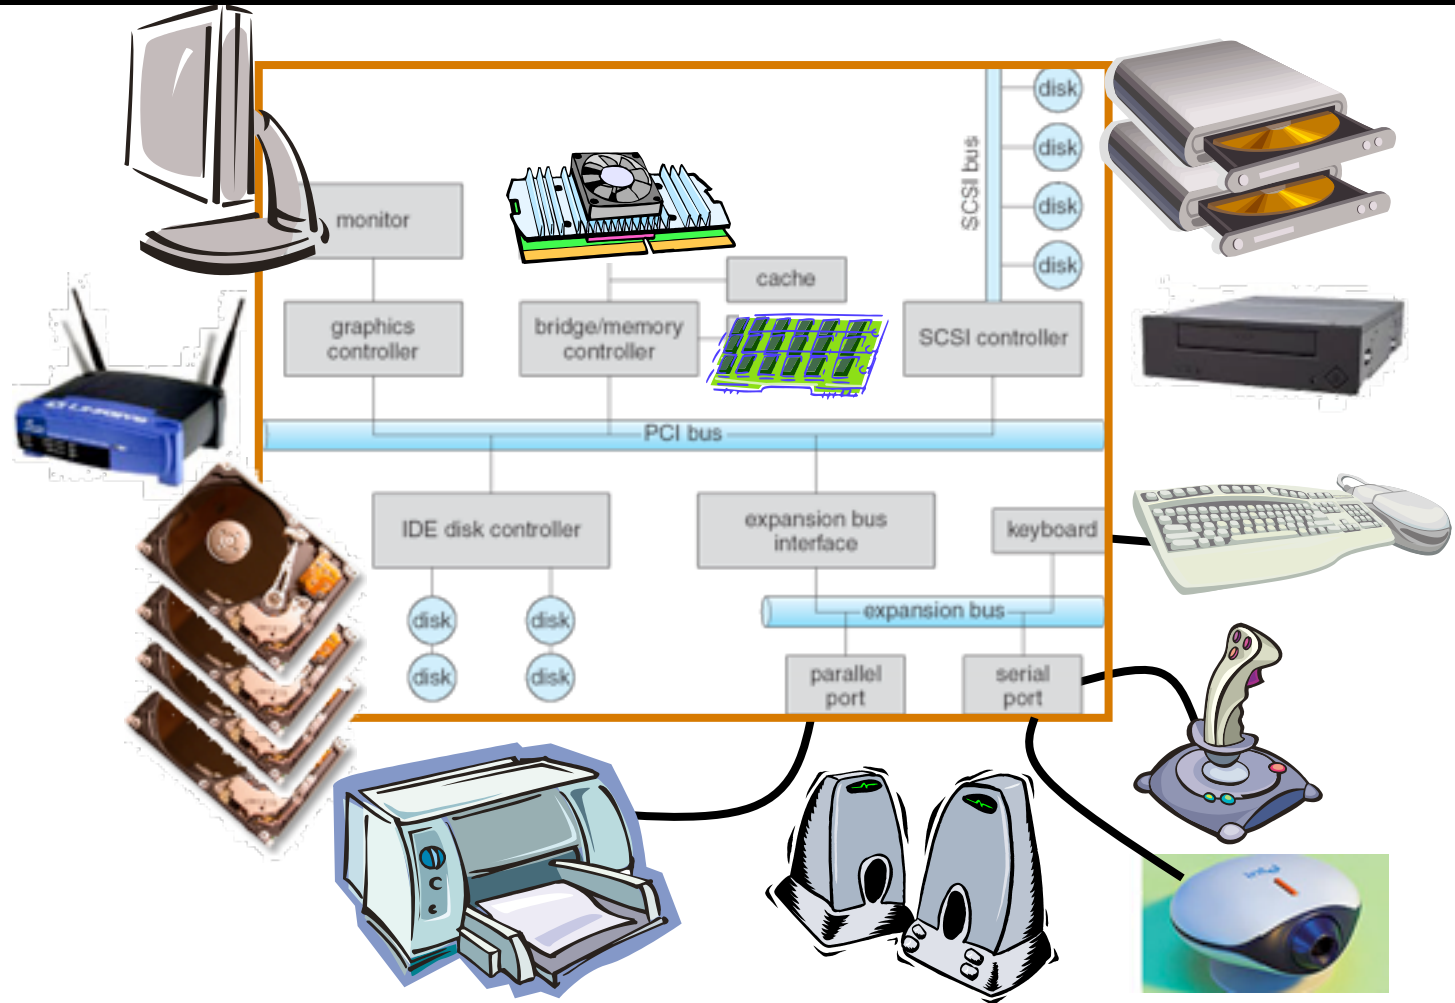 disk
SCSI bus
disk
disk
disk
monitor
cache
graphics
controller
bridge/memory
controller
SCSI controller
PCI bus
IDE disk controller
expansion bus
interface
keyboard
disk
disk
expansion bus
disk
disk
parallel
port
serial
port
intel